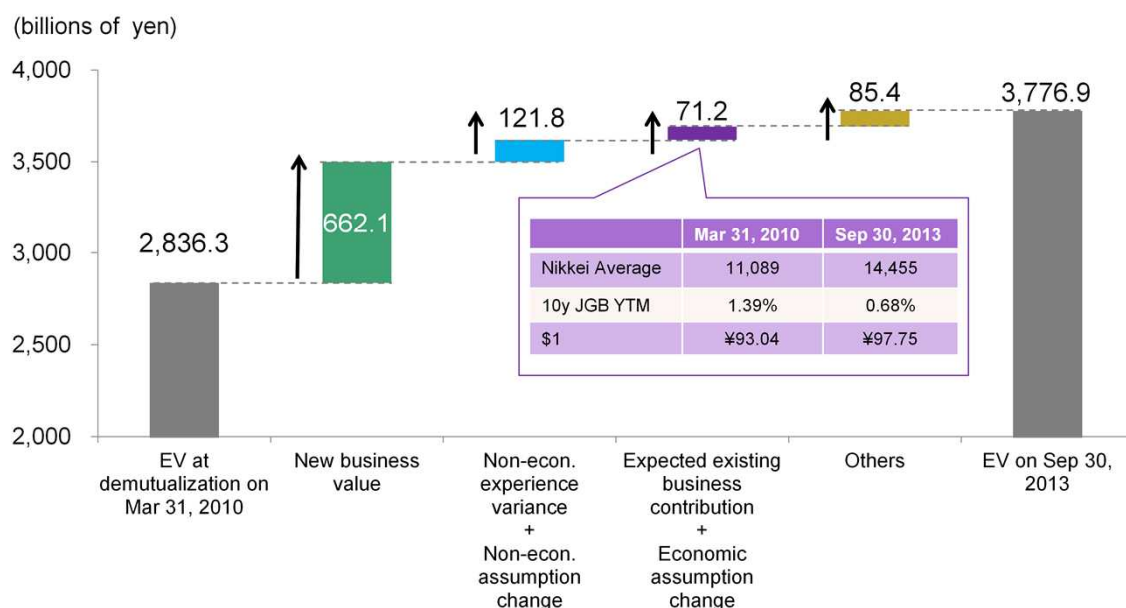 (billions of yen)
4,000
3,500
3,000
2,500
2,000
2,836.3
662.1
121.8
71.2
85.4
3,776.9
Mar 31, 2010 Sep 30, 2013
Nikkei Average 11,089 14,455
10y JGB YTM 1.39% 0.68%
$1 ¥93.04 ¥97.75
EV at
demutualization on
Mar 31, 2010
New business
value
Non-econ.
experience
variance
+
Non-econ.
assumption
change
Expected existing
business
contribution
+
Economic
assumption
change
Others
EV on Sep 30,
2013